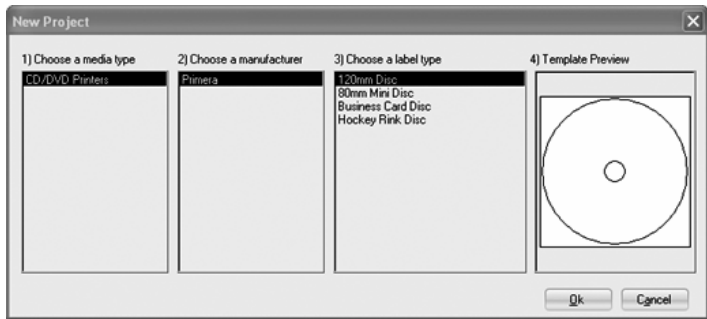 New Project
1) Choose a media type
2) Choose a manufacturer
3) Choose a label type
4) Template Preview
CD/DVD Printers
Primera
120mm Disc
80mm Mini Disc
Business Card Disc
Hockey Rink Disc
Ok
Cancel